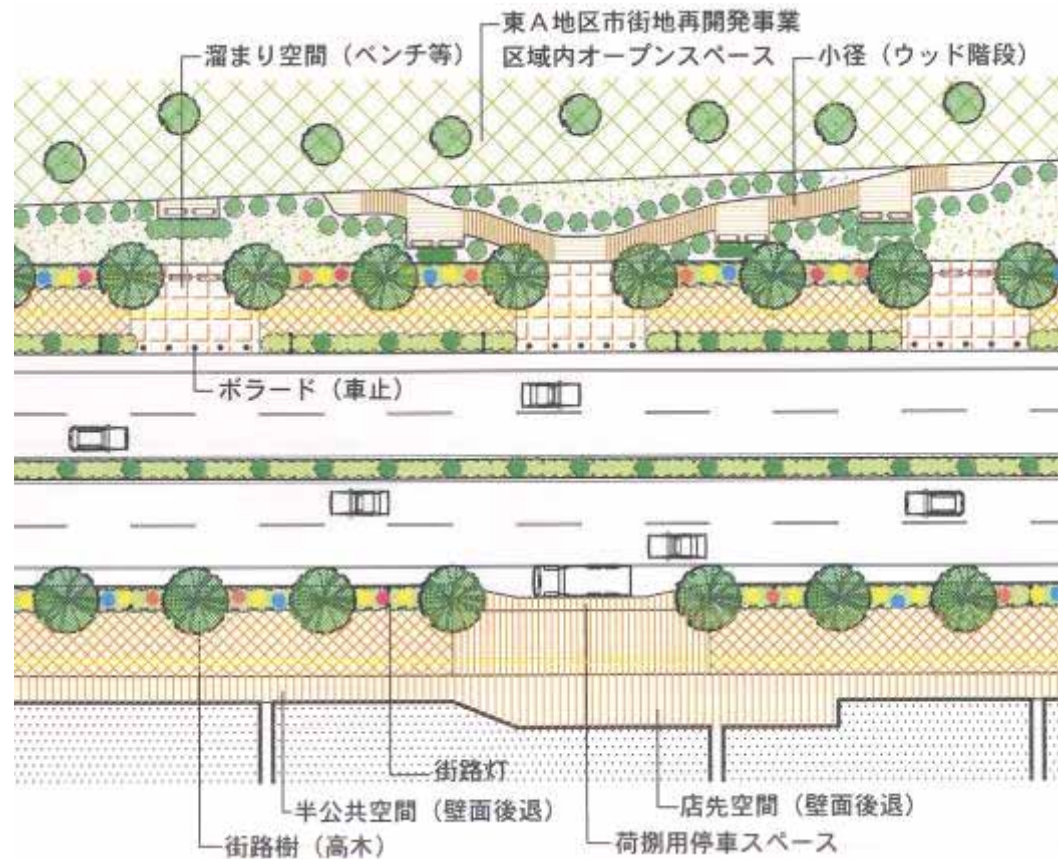 東A地区市街地再開発事業
区域内オープンスペース
溜まり空間（ベンチ等）
小径（ウッド階段）
ボラード（車止）
街路灯
半公共空間（壁面後退）
店先空間（壁面後退）
街路樹（高木）
荷捌用停車スペース